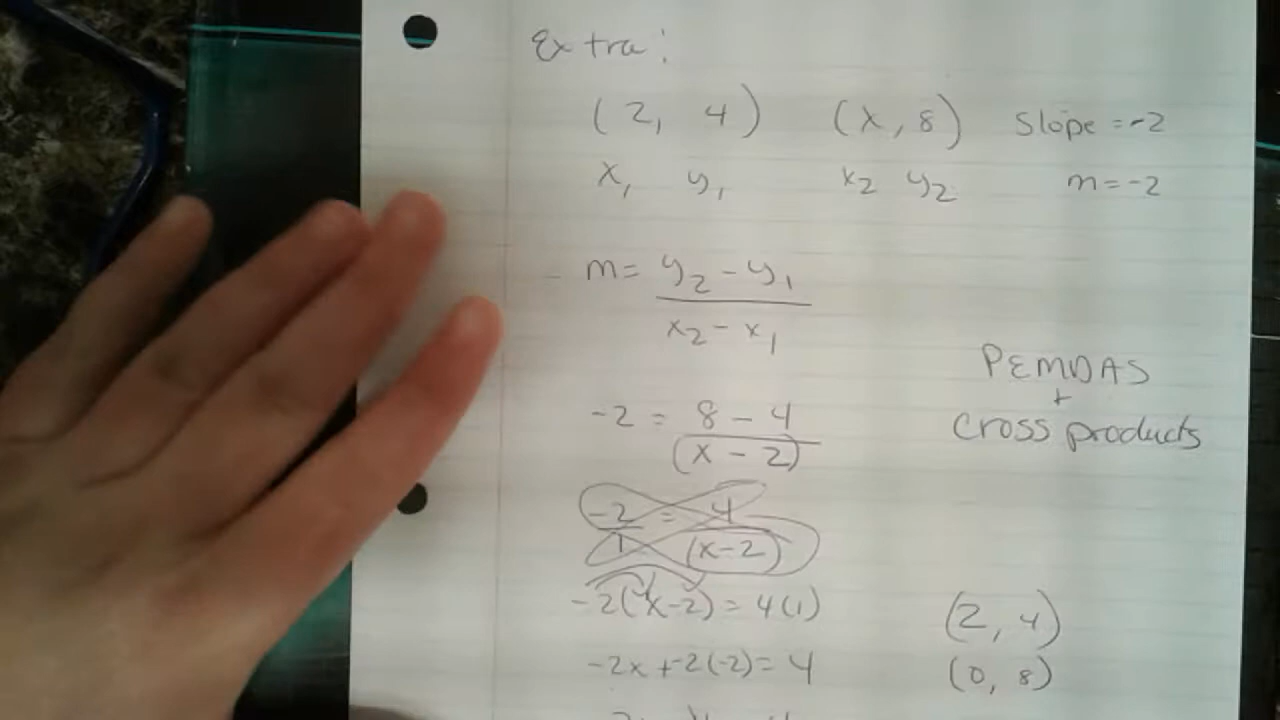 Extra:
(2, 4) (x, 8) Slope = -2
x1 y1 x2 y2 m = -2
m = y2 - y1
x2 - x1
PEMDAS
+
Cross products
-2 = 8 - 4
(x - 2)
-2 = 4
1 (x-2)
-2(x-2) = 4(1) (2, 4)
-2x + -2(-2) = 4 (0, 8)